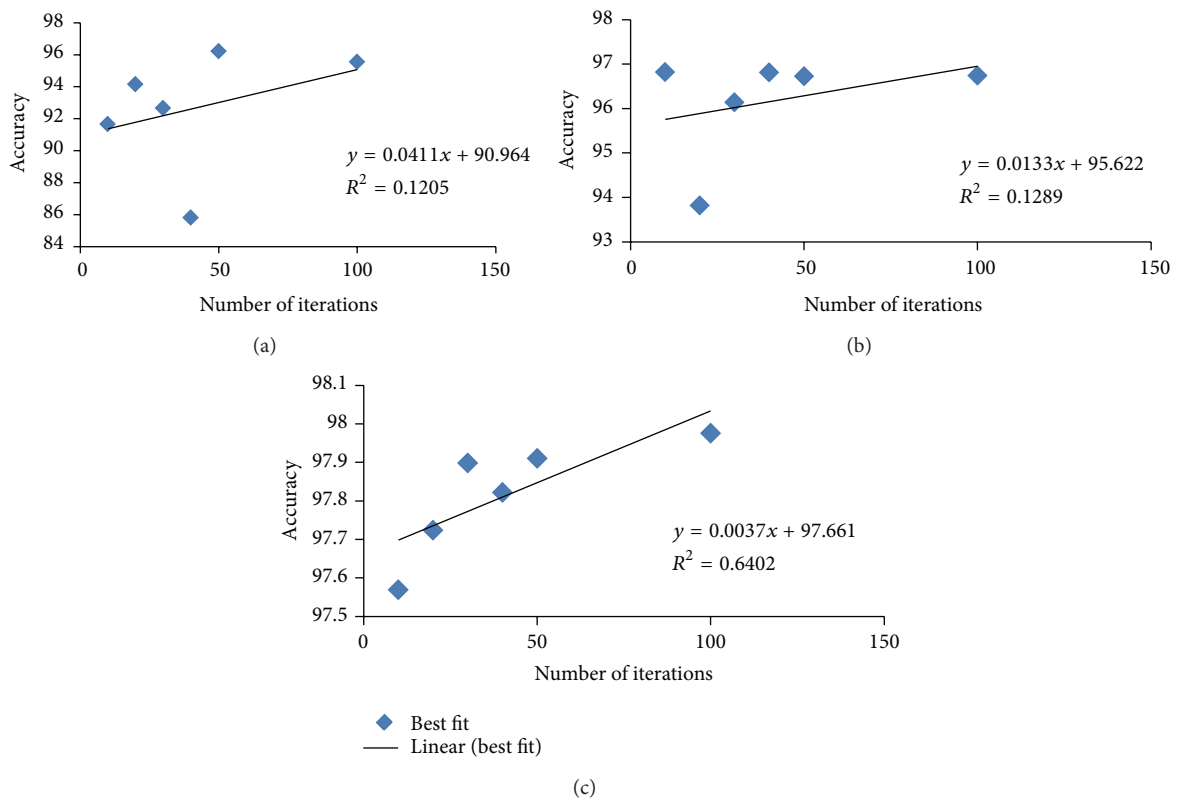 98
96
94
92
90
88
86
84
Accuracy
y = 0.0411x + 90.964
R² = 0.1205
0
50
100
150
Number of iterations
(a)
98
97
96
95
94
93
Accuracy
y = 0.0133x + 95.622
R² = 0.1289
0
50
100
150
Number of iterations
(b)
98.1
98
97.9
97.8
97.7
97.6
97.5
Accuracy
y = 0.0037x + 97.661
R² = 0.6402
0
50
100
150
Number of iterations
Best fit
Linear (best fit)
(c)